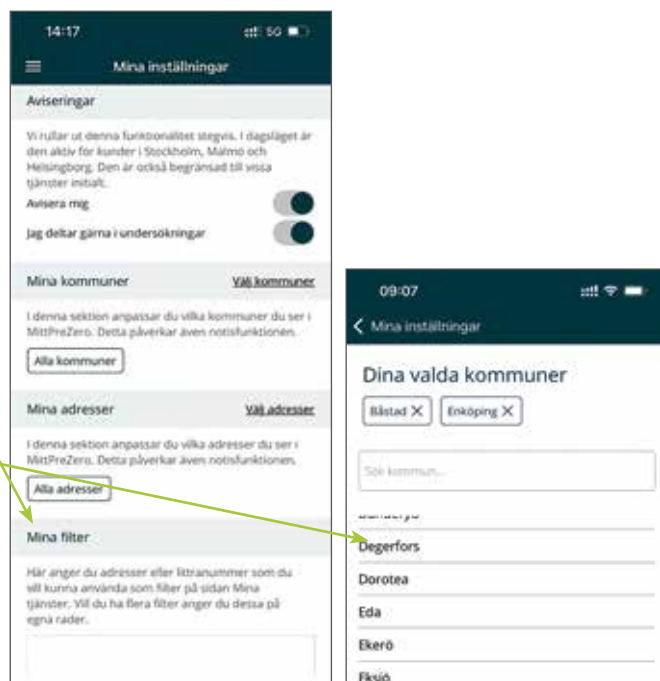 14:17
5G
Mina inställningar
Aviseringar
Vi rullar ut denna funktionalitet stegvis. I dagsläget är
den aktiv för kunder i Stockholm, Malmö och
Helsingborg. Den är också begränsad till vissa
tjänster initialt.
Avisera mig
Jag deltar gärna i undersökningar
Mina kommuner
Välj kommuner
I denna sektion anpassar du vilka kommuner du ser i
MittPreZero. Detta påverkar även notisfunktionen.
Alla kommuner
Mina adresser
Välj adresser
I denna sektion anpassar du vilka adresser du ser i
MittPreZero. Detta påverkar även notisfunktionen.
Alla adresser
Mina filter
Här anger du adresser eller littranummer som du
vill kunna använda som filter på sidan Mina
tjänster. Vill du ha flera filter anger du dessa på
egna rader.
09:07
Mina inställningar
Dina valda kommuner
Båstad X
Enköping X
Sök kommun...
Degerfors
Dorotea
Eda
Ekerö
Eksjö